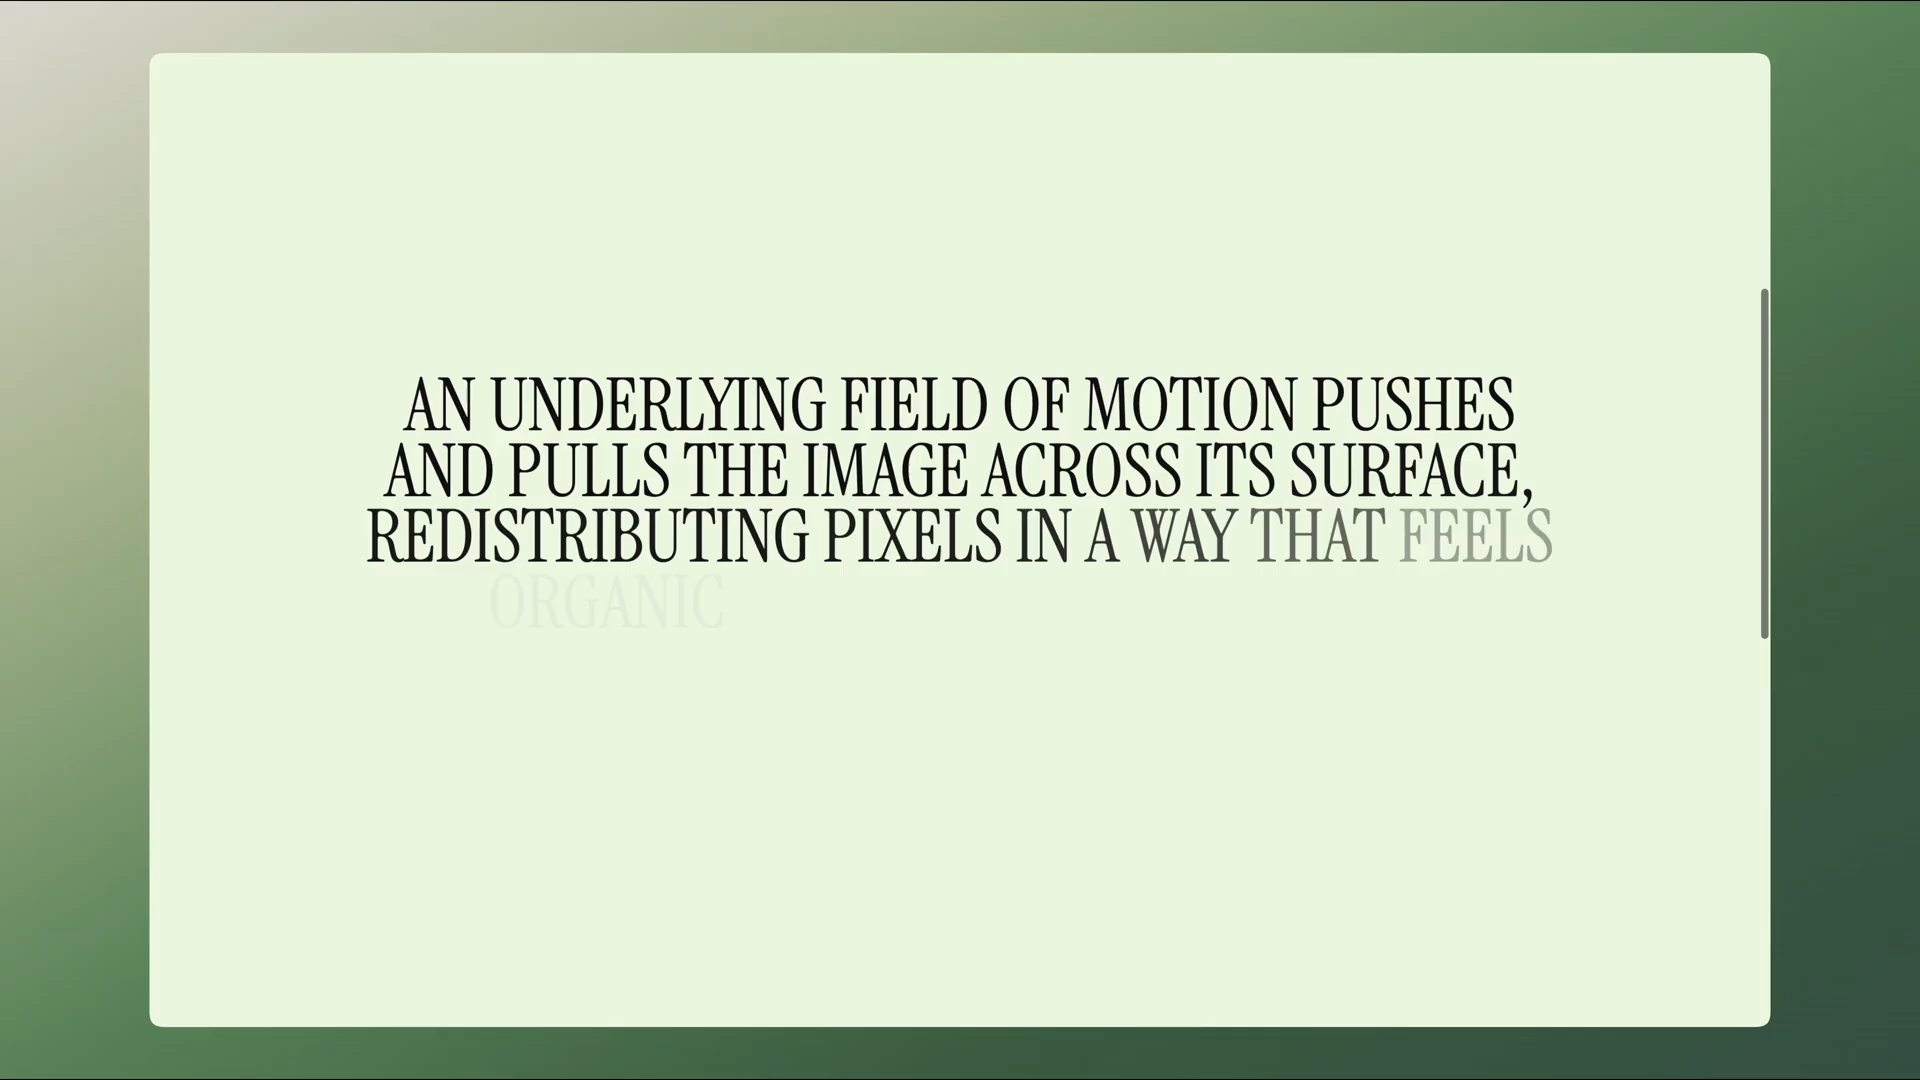 AN UNDERLYING FIELD OF MOTION PUSHES
AND PULLS THE IMAGE ACROSS ITS SURFACE,
REDISTRIBUTING PIXELS IN A WAY THAT FEELS
ORGANIC